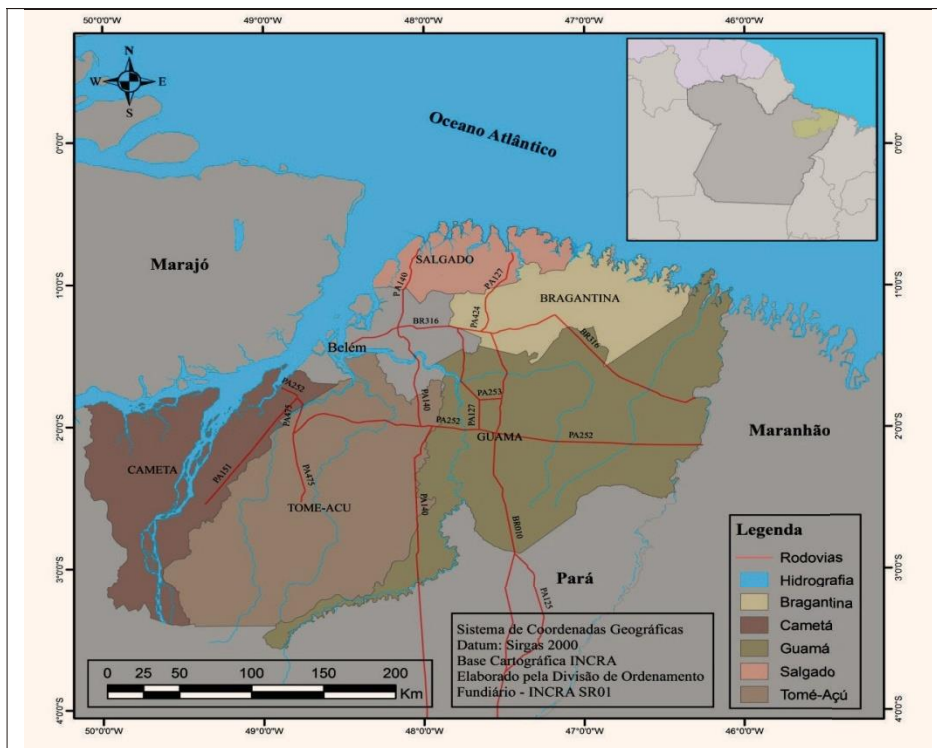 50°0'0"W 49°0'0"W 48°0'0"W 47°0'0"W 46°0'0"W
N
W E
S
Oceano Atlântico
0°0'0" 0°0'0"
Marajó
SALGADO
PA140
PA127
1°0'0"S 1°0'0"S
BRAGANTINA
PA424
BR316
Belém
BR316
PA252
PA253
PA475
PA140
PA127
PA252
PA252
GUAMA
2°0'0"S 2°0'0"S
Maranhão
CAMETA
PA151
PA475
TOME-ACU
PA140
BR010
Legenda
Rodovias
Hidrografia
Bragantina
Cametá
Guamá
Salgado
Tomé-Açú
3°0'0"S 3°0'0"S
Pará
PA125
Sistema de Coordenadas Geográficas
Datum: Sirgas 2000
Base Cartográfica INCRA
Elaborado pela Divisão de Ordenamento
Fundiário - INCRA SR01
0 25 50 100 150 200
Km
4°0'0"S 4°0'0"S
50°0'0"W 49°0'0"W 48°0'0"W 47°0'0"W 46°0'0"W